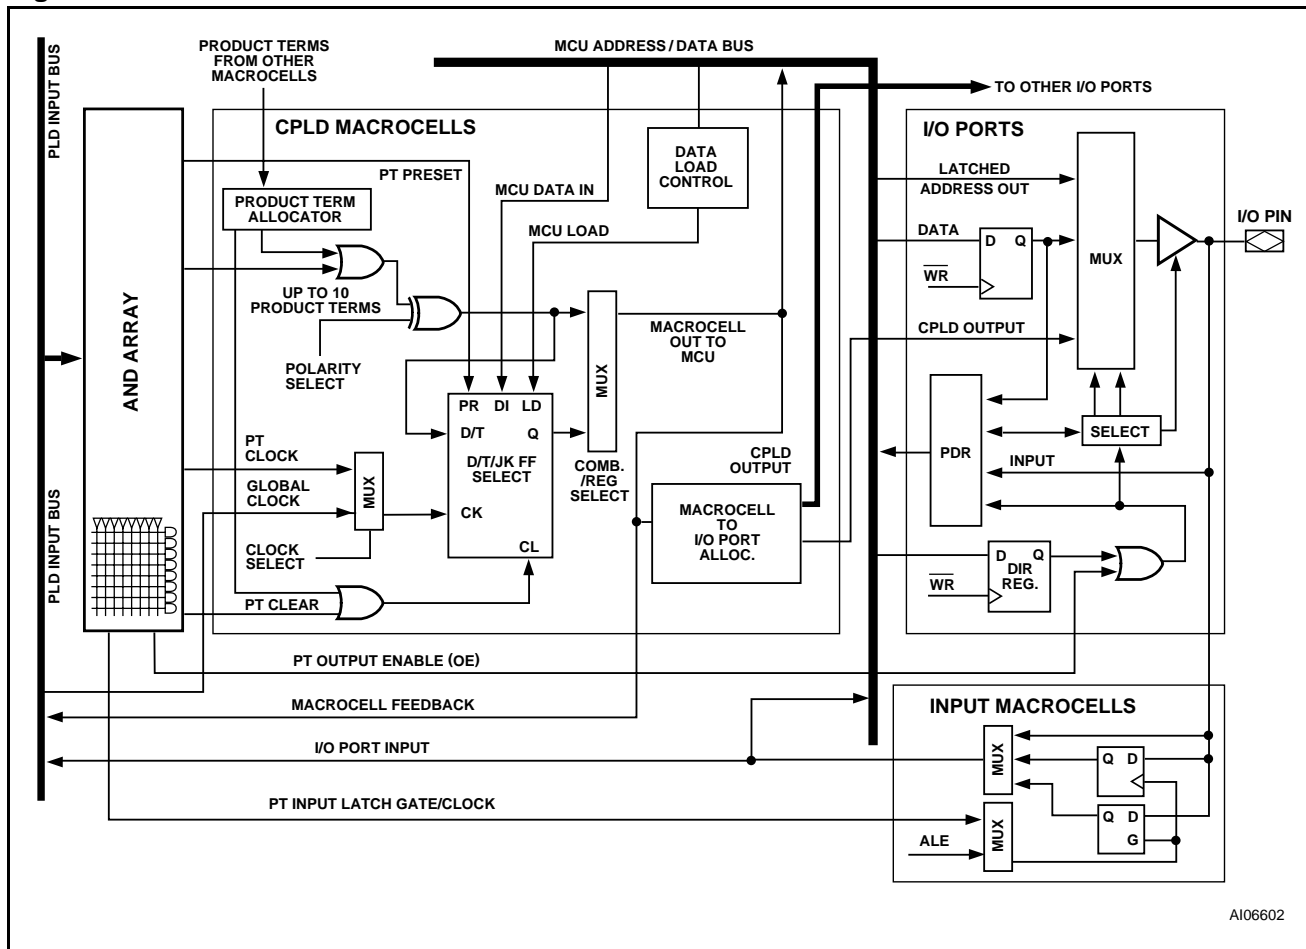 PLD INPUT BUS
PLD INPUT BUS
AND ARRAY
PRODUCT TERMS
FROM OTHER
MACROCELLS
MCU ADDRESS / DATA BUS
TO OTHER I/O PORTS
CPLD MACROCELLS
PT PRESET
PRODUCT TERM
ALLOCATOR
MCU DATA IN
MCU LOAD
DATA
LOAD
CONTROL
UP TO 10
PRODUCT TERMS
POLARITY
SELECT
PR DI LD
D/T Q
D/T/JK FF
SELECT
CK
CL
MUX
COMB.
/REG
SELECT
MACROCELL
OUT TO
MCU
PT
CLOCK
GLOBAL
CLOCK
CLOCK
SELECT
MUX
PT CLEAR
CPLD
OUTPUT
MACROCELL
TO
I/O PORT
ALLOC.
I/O PORTS
LATCHED
ADDRESS OUT
DATA
D Q
WR
MUX
I/O PIN
CPLD OUTPUT
PDR
SELECT
INPUT
D Q
DIR
REG.
WR
PT OUTPUT ENABLE (OE)
MACROCELL FEEDBACK
I/O PORT INPUT
PT INPUT LATCH GATE/CLOCK
INPUT MACROCELLS
MUX
Q D
Q D
G
MUX
ALE
AI06602